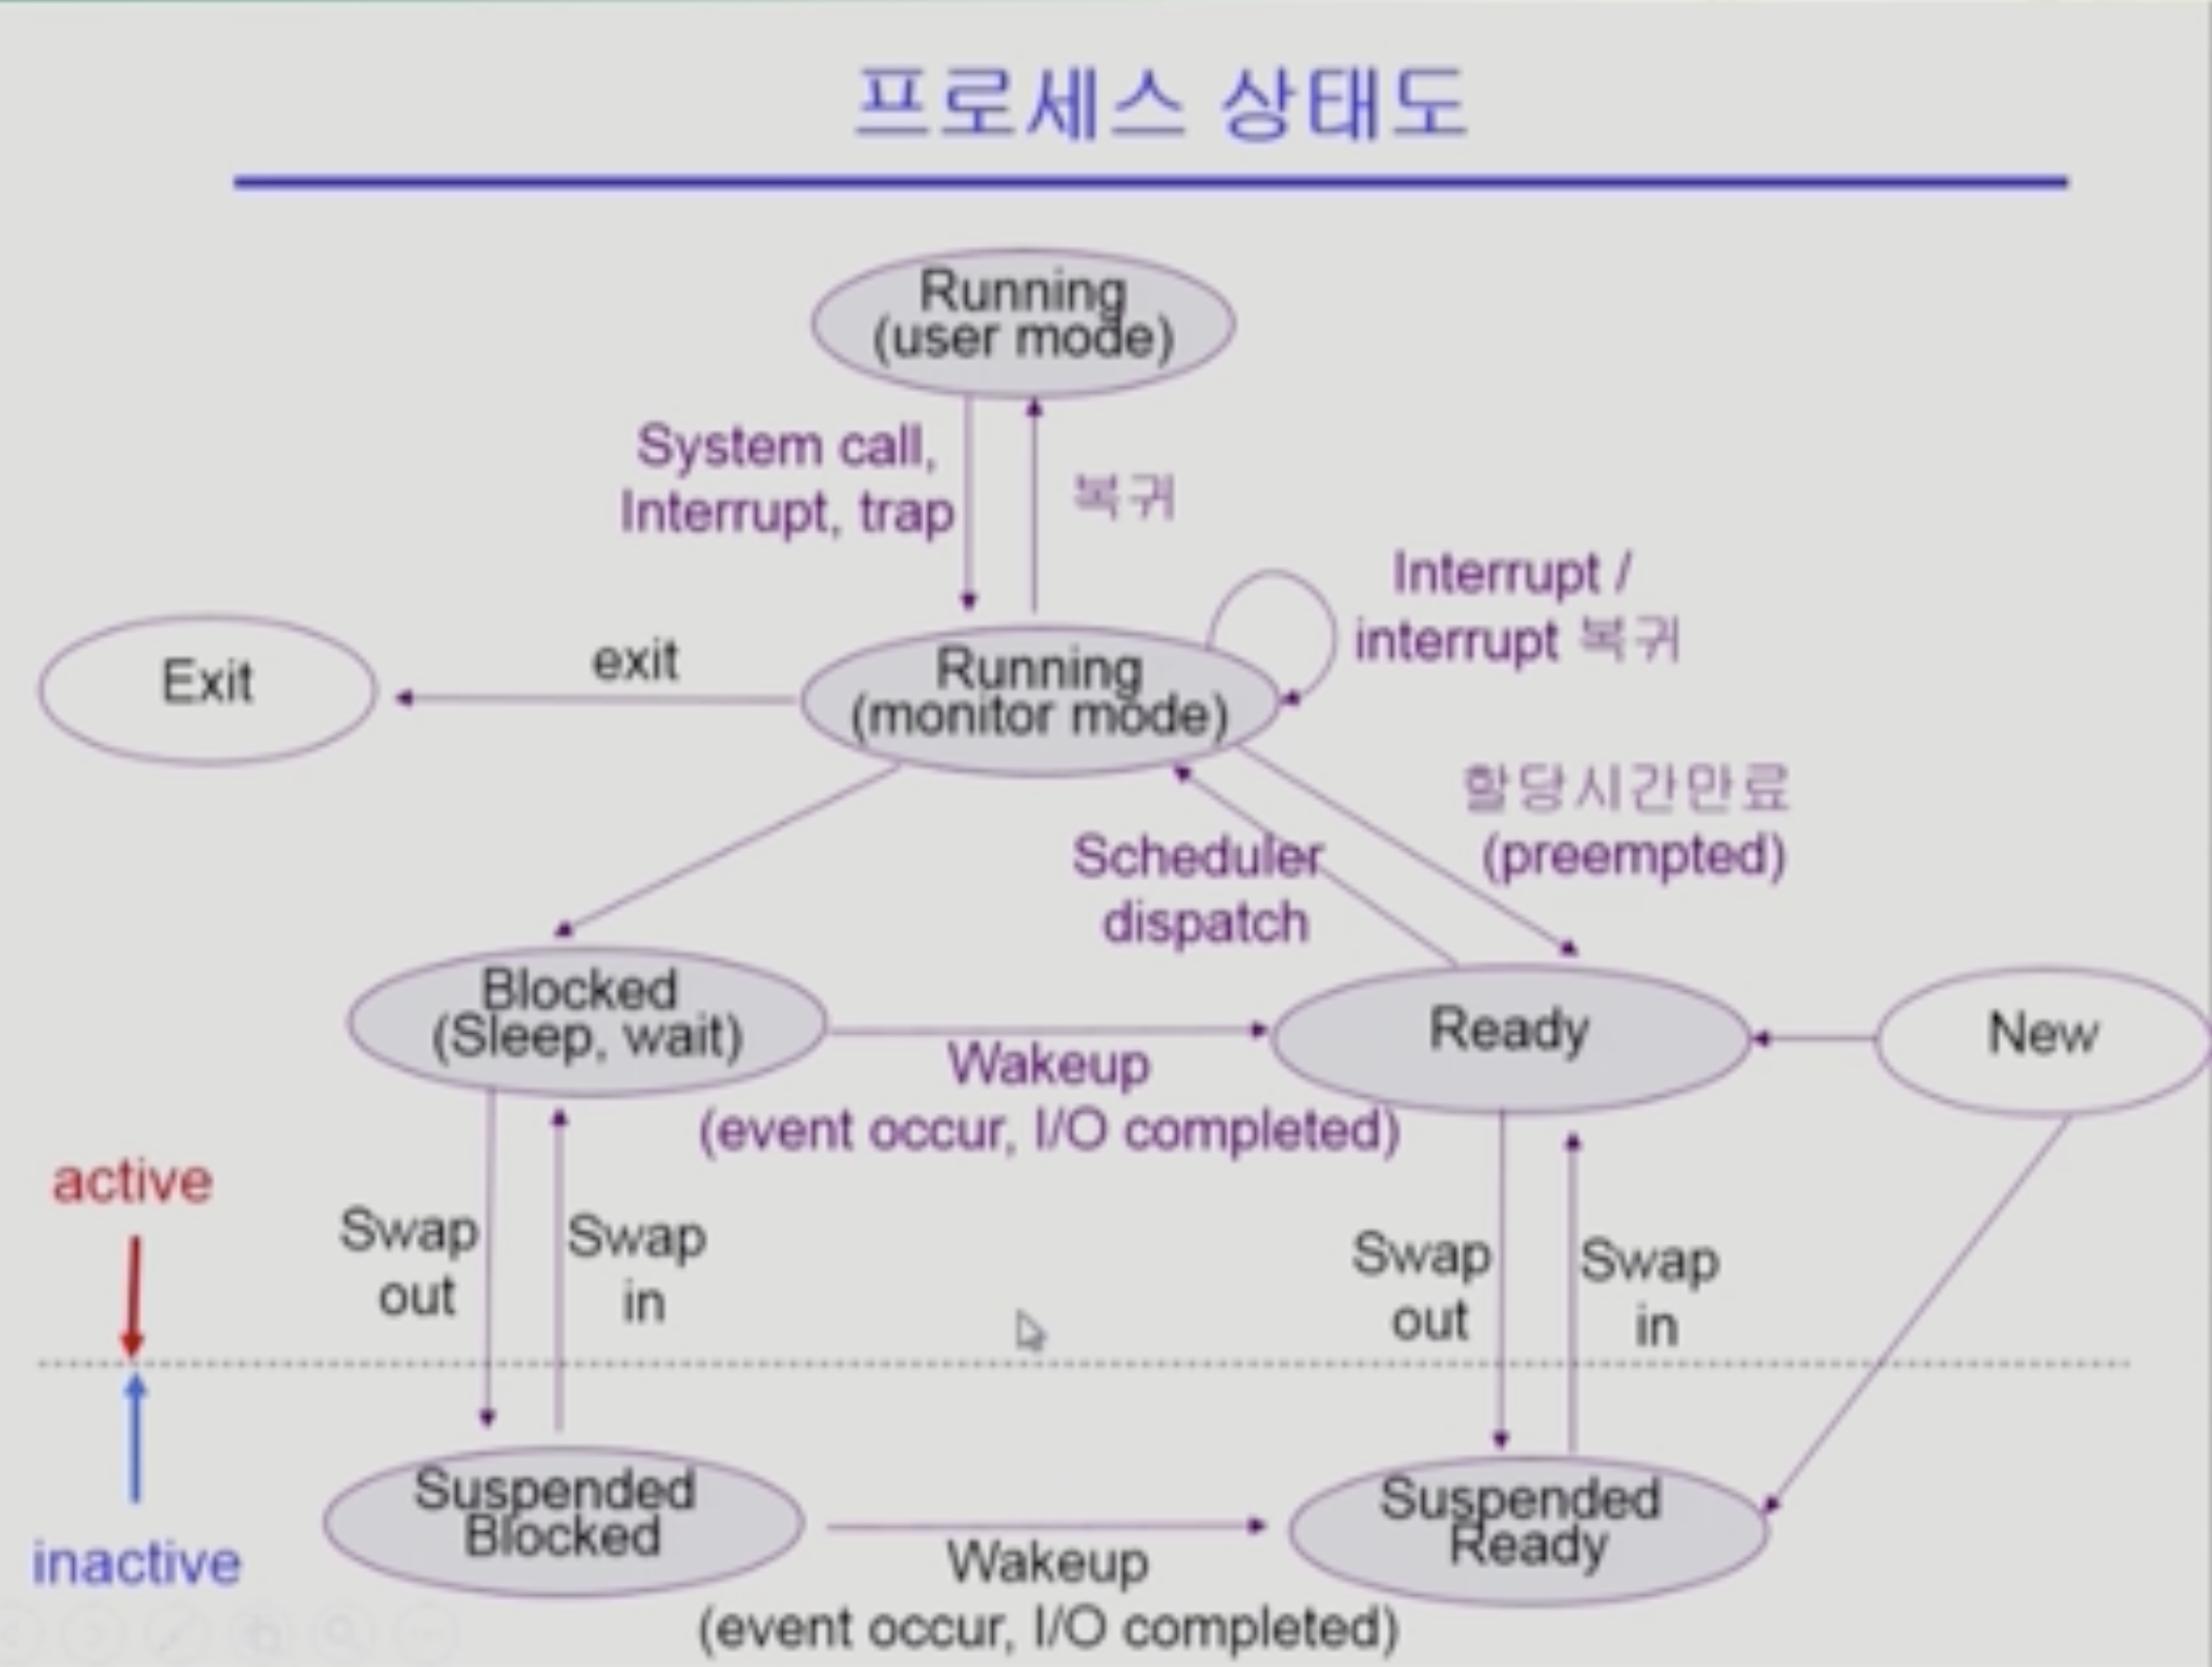 프로세스 상태도
Running
(user mode)
System call,
Interrupt, trap
복귀
Interrupt /
interrupt 복귀
Exit
exit
Running
(monitor mode)
할당시간만료
(preempted)
Scheduler
dispatch
Blocked
(Sleep, wait)
Ready
New
Wakeup
(event occur, I/O completed)
active
Swap
out
Swap
in
Swap
out
Swap
in
inactive
Suspended
Blocked
Suspended
Ready
Wakeup
(event occur, I/O completed)